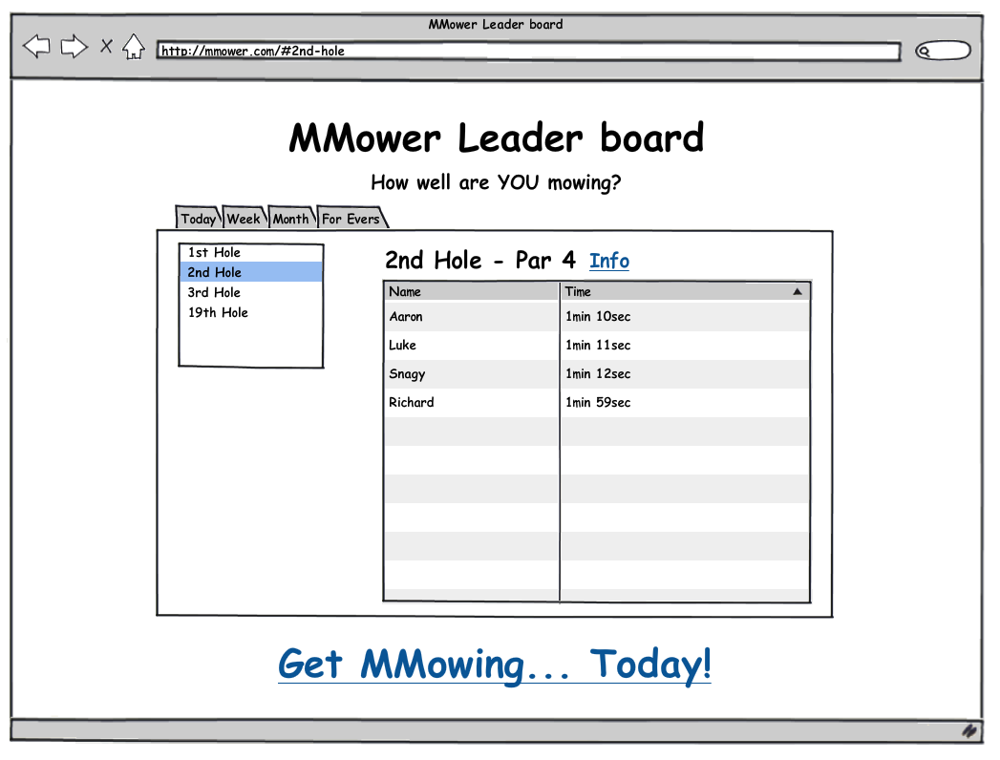 MMower Leader board
X
http://mmower.com/#2nd-hole
MMower Leader board
How well are YOU mowing?
Today Week Month For Evers
1st Hole
2nd Hole
3rd Hole
19th Hole
2nd Hole - Par 4 Info
Name Time
Aaron 1min 10sec
Luke 1min 11sec
Snagy 1min 12sec
Richard 1min 59sec
Get MMowing... Today!